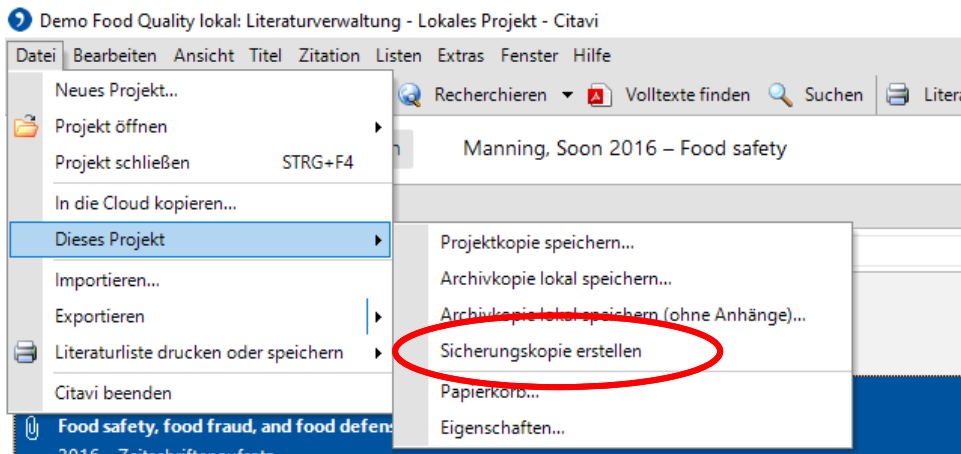 Demo Food Quality lokal: Literaturverwaltung - Lokales Projekt - Citavi
Datei Bearbeiten Ansicht Titel Zitation Listen Extras Fenster Hilfe
Recherchieren Volltexte finden Suchen Litera
Manning, Soon 2016 – Food safety
Neues Projekt...
Projekt öffnen
Projekt schließen STRG+F4
In die Cloud kopieren...
Dieses Projekt
Importieren...
Exportieren
Literaturliste drucken oder speichern
Citavi beenden
Projektkopie speichern...
Archivkopie lokal speichern...
Archivkopie lokal speichern (ohne Anhänge)...
Sicherungskopie erstellen
Papierkorb...
Eigenschaften...
Food safety, food fraud, and food defens
2016 – Zeitschriftenaufsatz